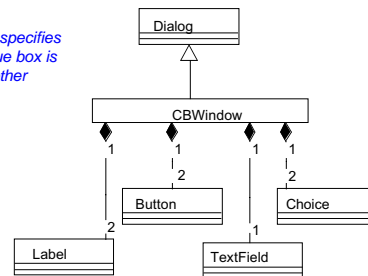 specifies
ue box is
ther
Dialog
CBWindow
1 1 1 1
2 2
Button Choice
2 1
Label TextField